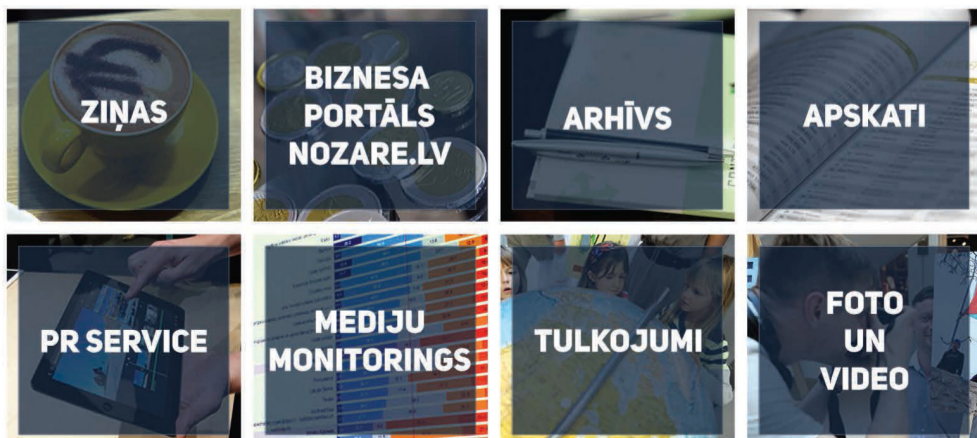 ZIŅAS
BIZNESA
PORTĀLS
NOZARE.LV
ARHĪVS
APSKATI
PR SERVICE
MEDIJU
MONITORINGS
TULKOJUMI
FOTO
UN
VIDEO